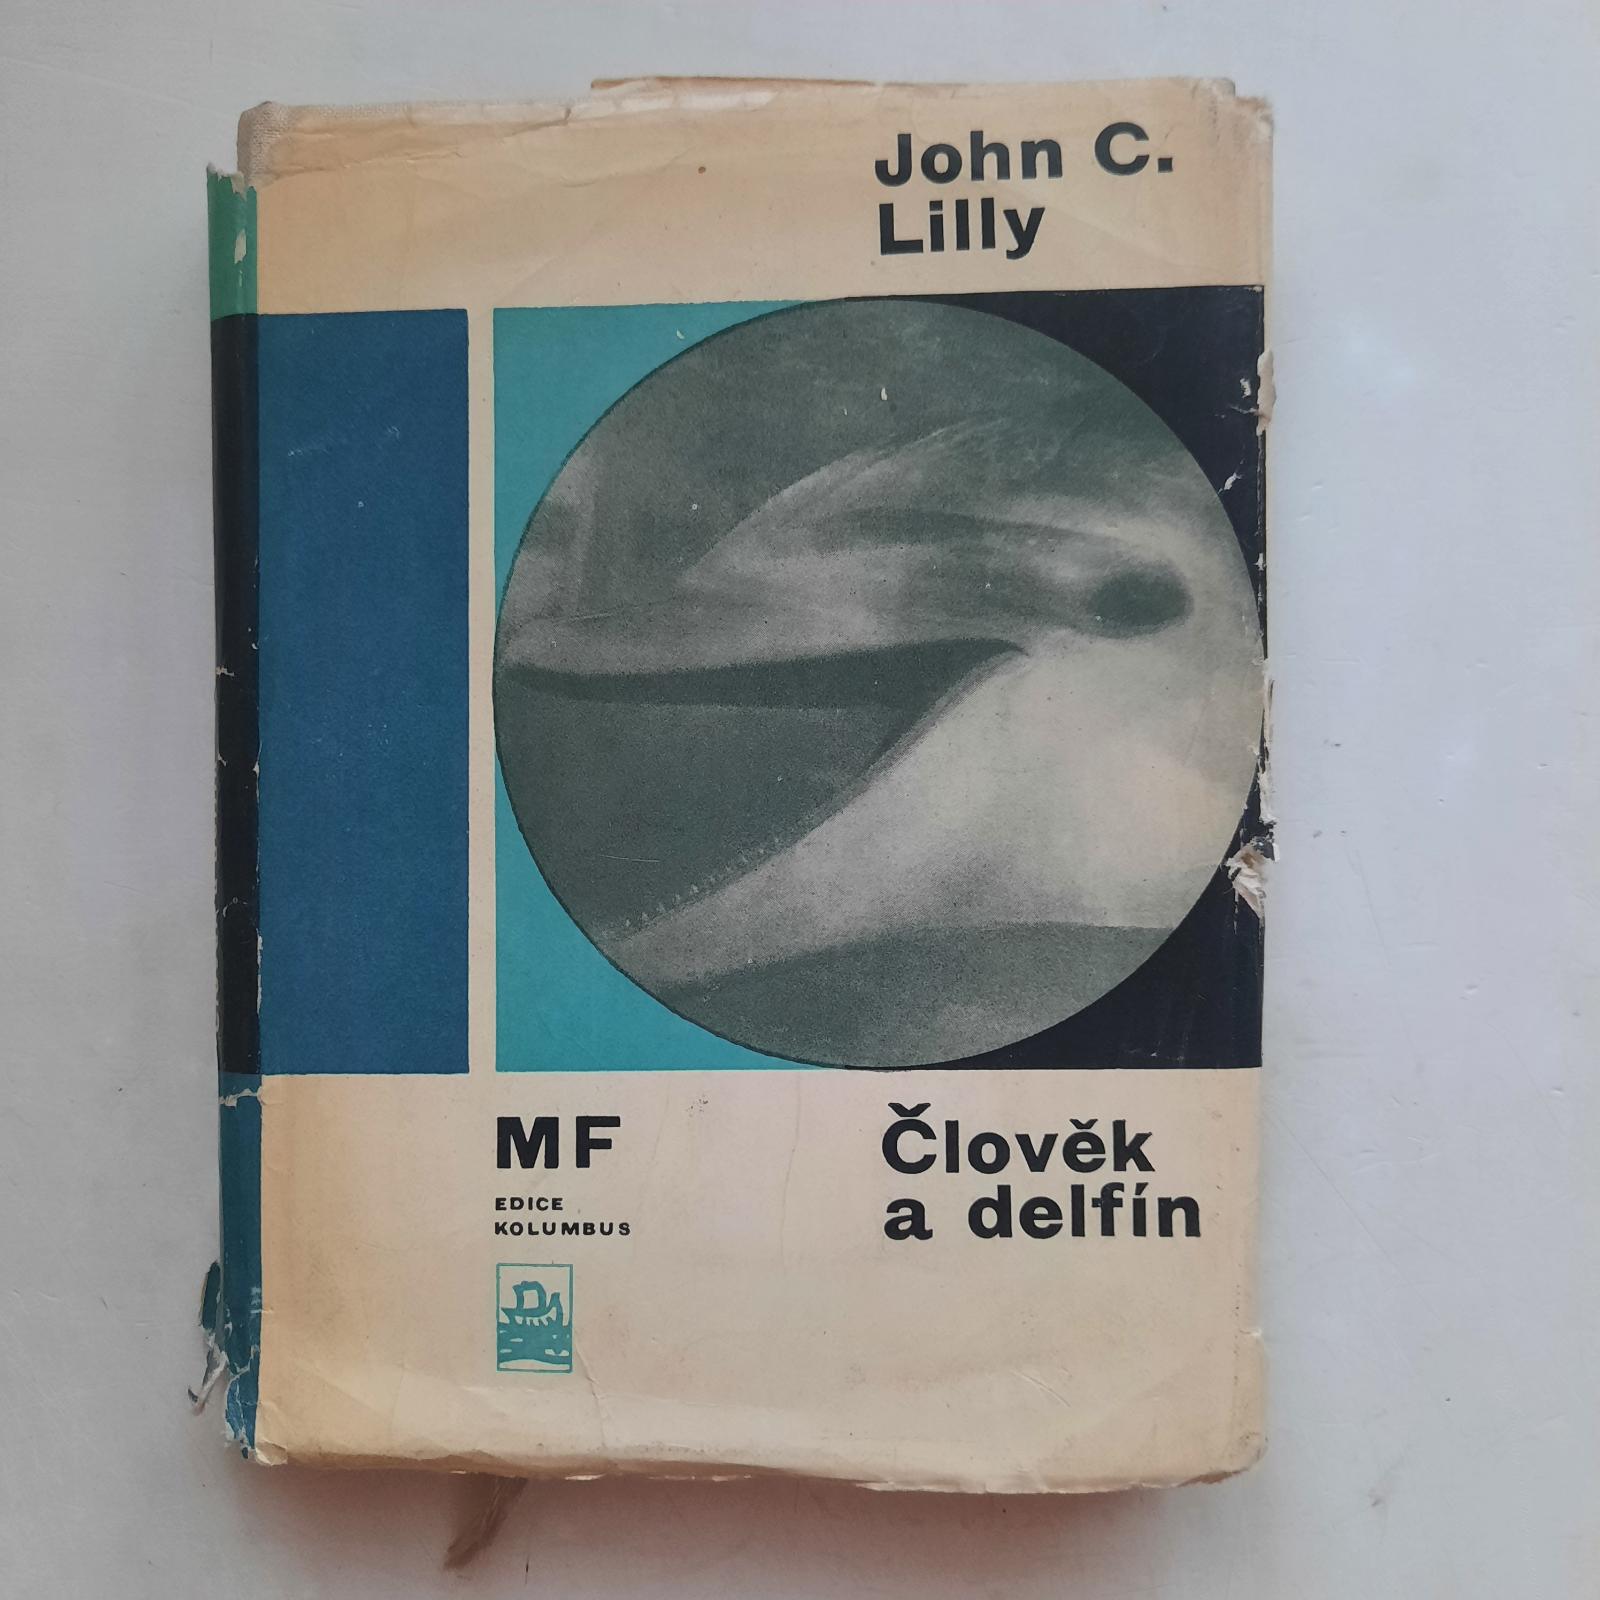 John C.
Lilly
MF
EDICE
KOLUMBUS
Člověk
a delfín